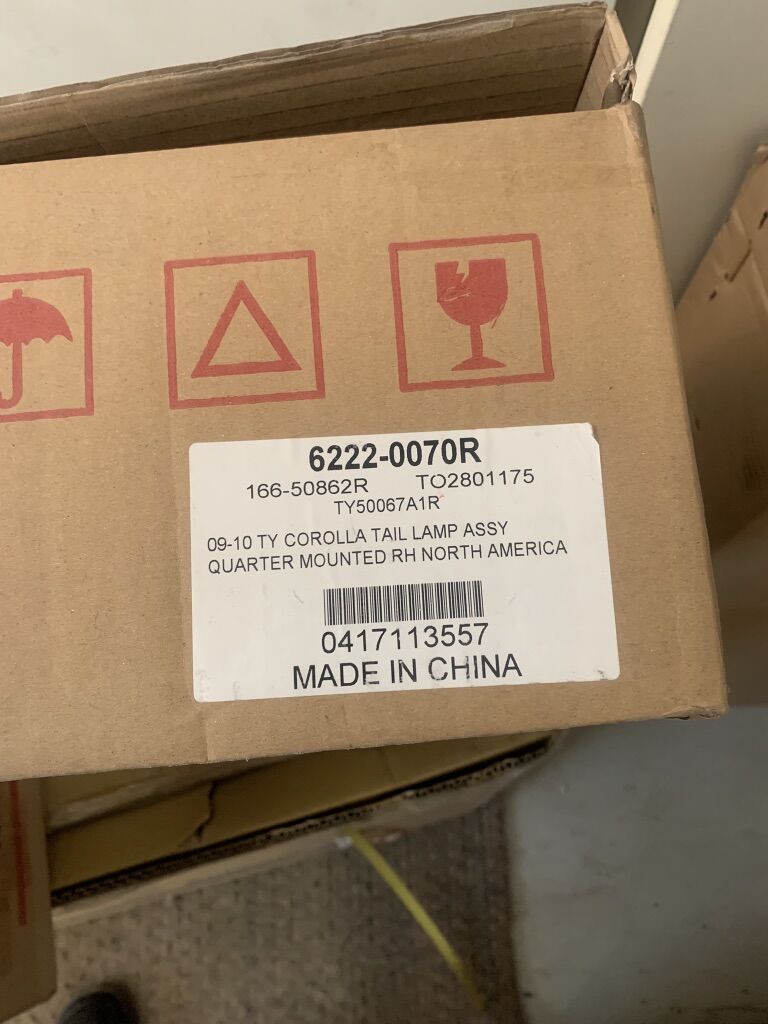 6222-0070R
166-50862R TO2801175
TY50067A1R
09-10 TY COROLLA TAIL LAMP ASSY
QUARTER MOUNTED RH NORTH AMERICA
0417113557
MADE IN CHINA